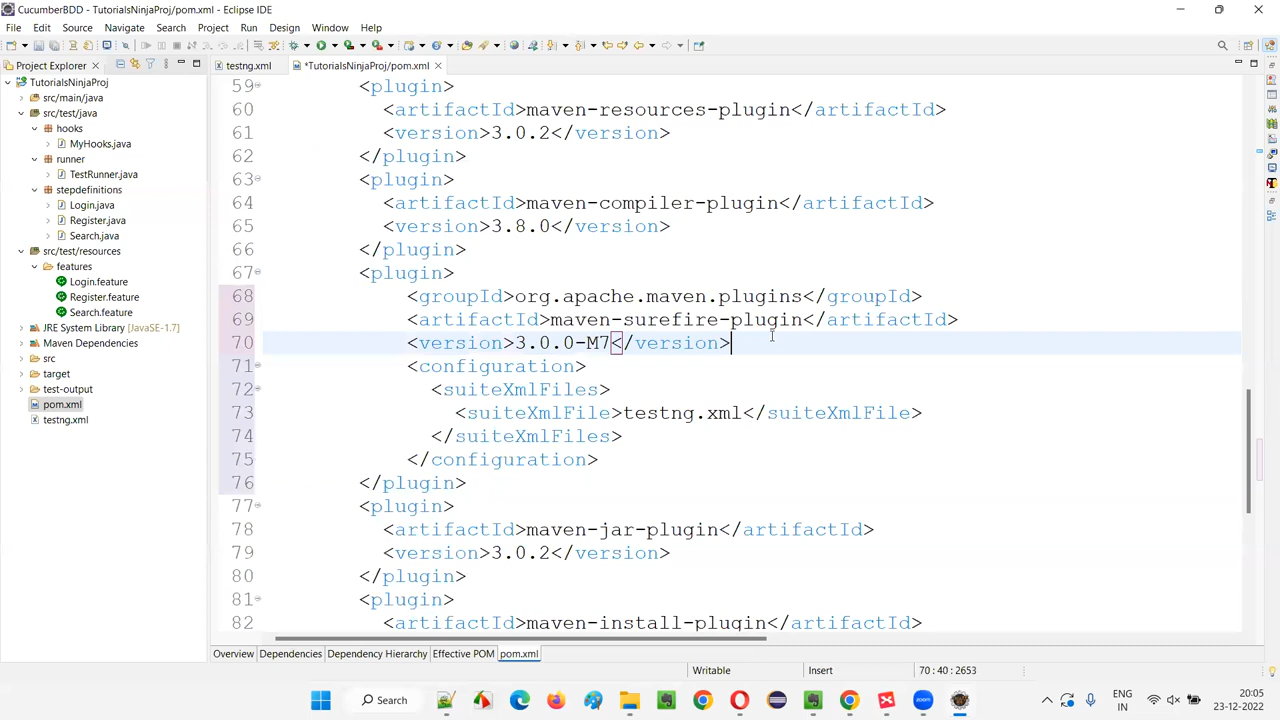 CucumberBDD - TutorialsNinjaProj/pom.xml - Eclipse IDE
File Edit Source Navigate Search Project Run Design Window Help
Project Explorer
testng.xml
*TutorialsNinjaProj/pom.xml
TutorialsNinjaProj
src/main/java
src/test/java
hooks
MyHooks.java
runner
TestRunner.java
stepdefinitions
Login.java
Register.java
Search.java
src/test/resources
features
Login.feature
Register.feature
Search.feature
JRE System Library [JavaSE-1.7]
Maven Dependencies
src
target
test-output
pom.xml
testng.xml
59 <plugin>
60 <artifactId>maven-resources-plugin</artifactId>
61 <version>3.0.2</version>
62 </plugin>
63 <plugin>
64 <artifactId>maven-compiler-plugin</artifactId>
65 <version>3.8.0</version>
66 </plugin>
67 <plugin>
68 <groupId>org.apache.maven.plugins</groupId>
69 <artifactId>maven-surefire-plugin</artifactId>
70 <version>3.0.0-M7</version>
71 <configuration>
72 <suiteXmlFiles>
73 <suiteXmlFile>testng.xml</suiteXmlFile>
74 </suiteXmlFiles>
75 </configuration>
76 </plugin>
77 <plugin>
78 <artifactId>maven-jar-plugin</artifactId>
79 <version>3.0.2</version>
80 </plugin>
81 <plugin>
82 <artifactId>maven-install-plugin</artifactId>
Overview Dependencies Dependency Hierarchy Effective POM pom.xml
Writable Insert 70 : 40 : 2653
Search
ENG
IN
20:05
23-12-2022